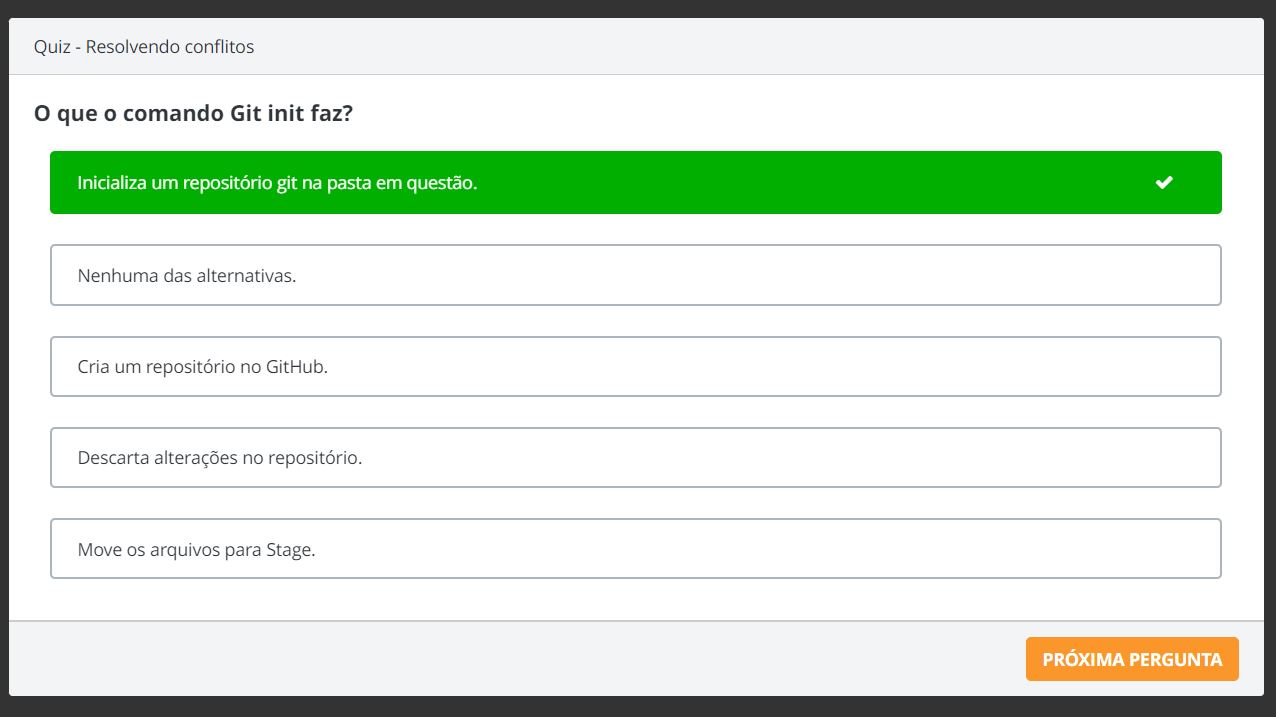 Quiz - Resolvendo conflitos
O que o comando Git init faz?
Inicializa um repositório git na pasta em questão.
Nenhuma das alternativas.
Cria um repositório no GitHub.
Descarta alterações no repositório.
Move os arquivos para Stage.
PRÓXIMA PERGUNTA